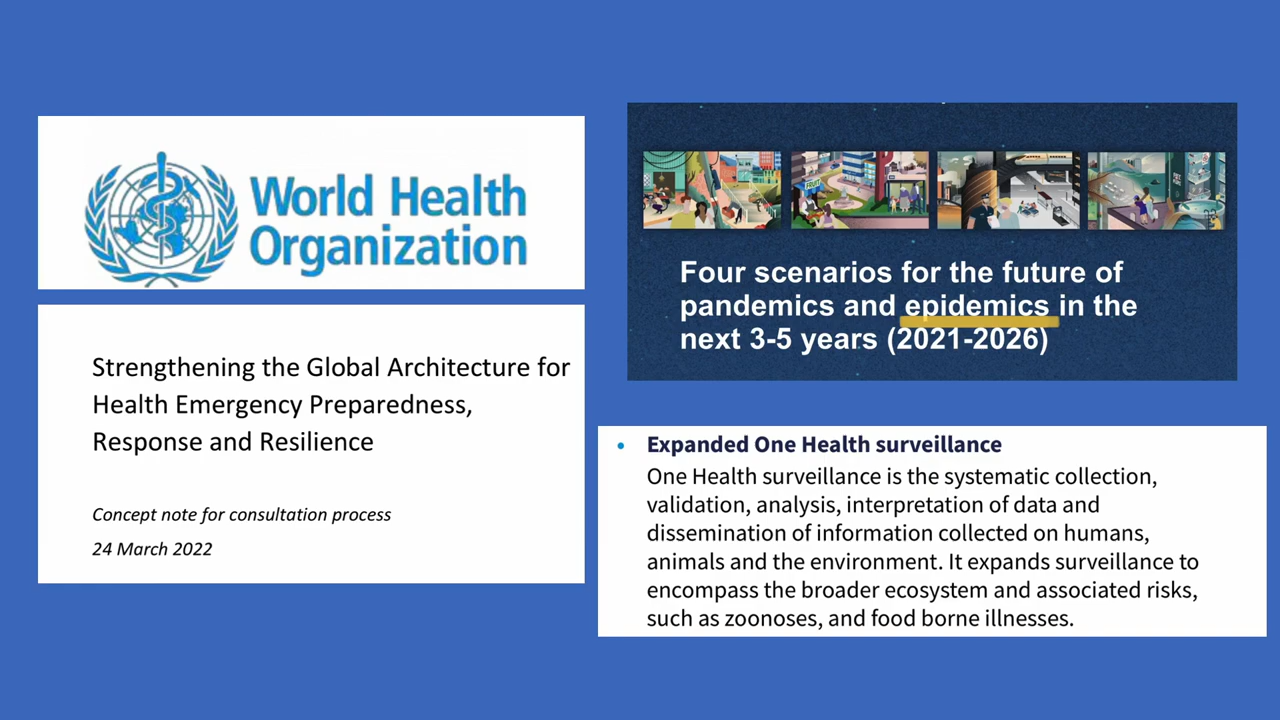 World Health
Organization
Strengthening the Global Architecture for
Health Emergency Preparedness,
Response and Resilience
Concept note for consultation process
24 March 2022
FRUIT
Four scenarios for the future of
pandemics and epidemics in the
next 3-5 years (2021-2026)
• Expanded One Health surveillance
One Health surveillance is the systematic collection,
validation, analysis, interpretation of data and
dissemination of information collected on humans,
animals and the environment. It expands surveillance to
encompass the broader ecosystem and associated risks,
such as zoonoses, and food borne illnesses.